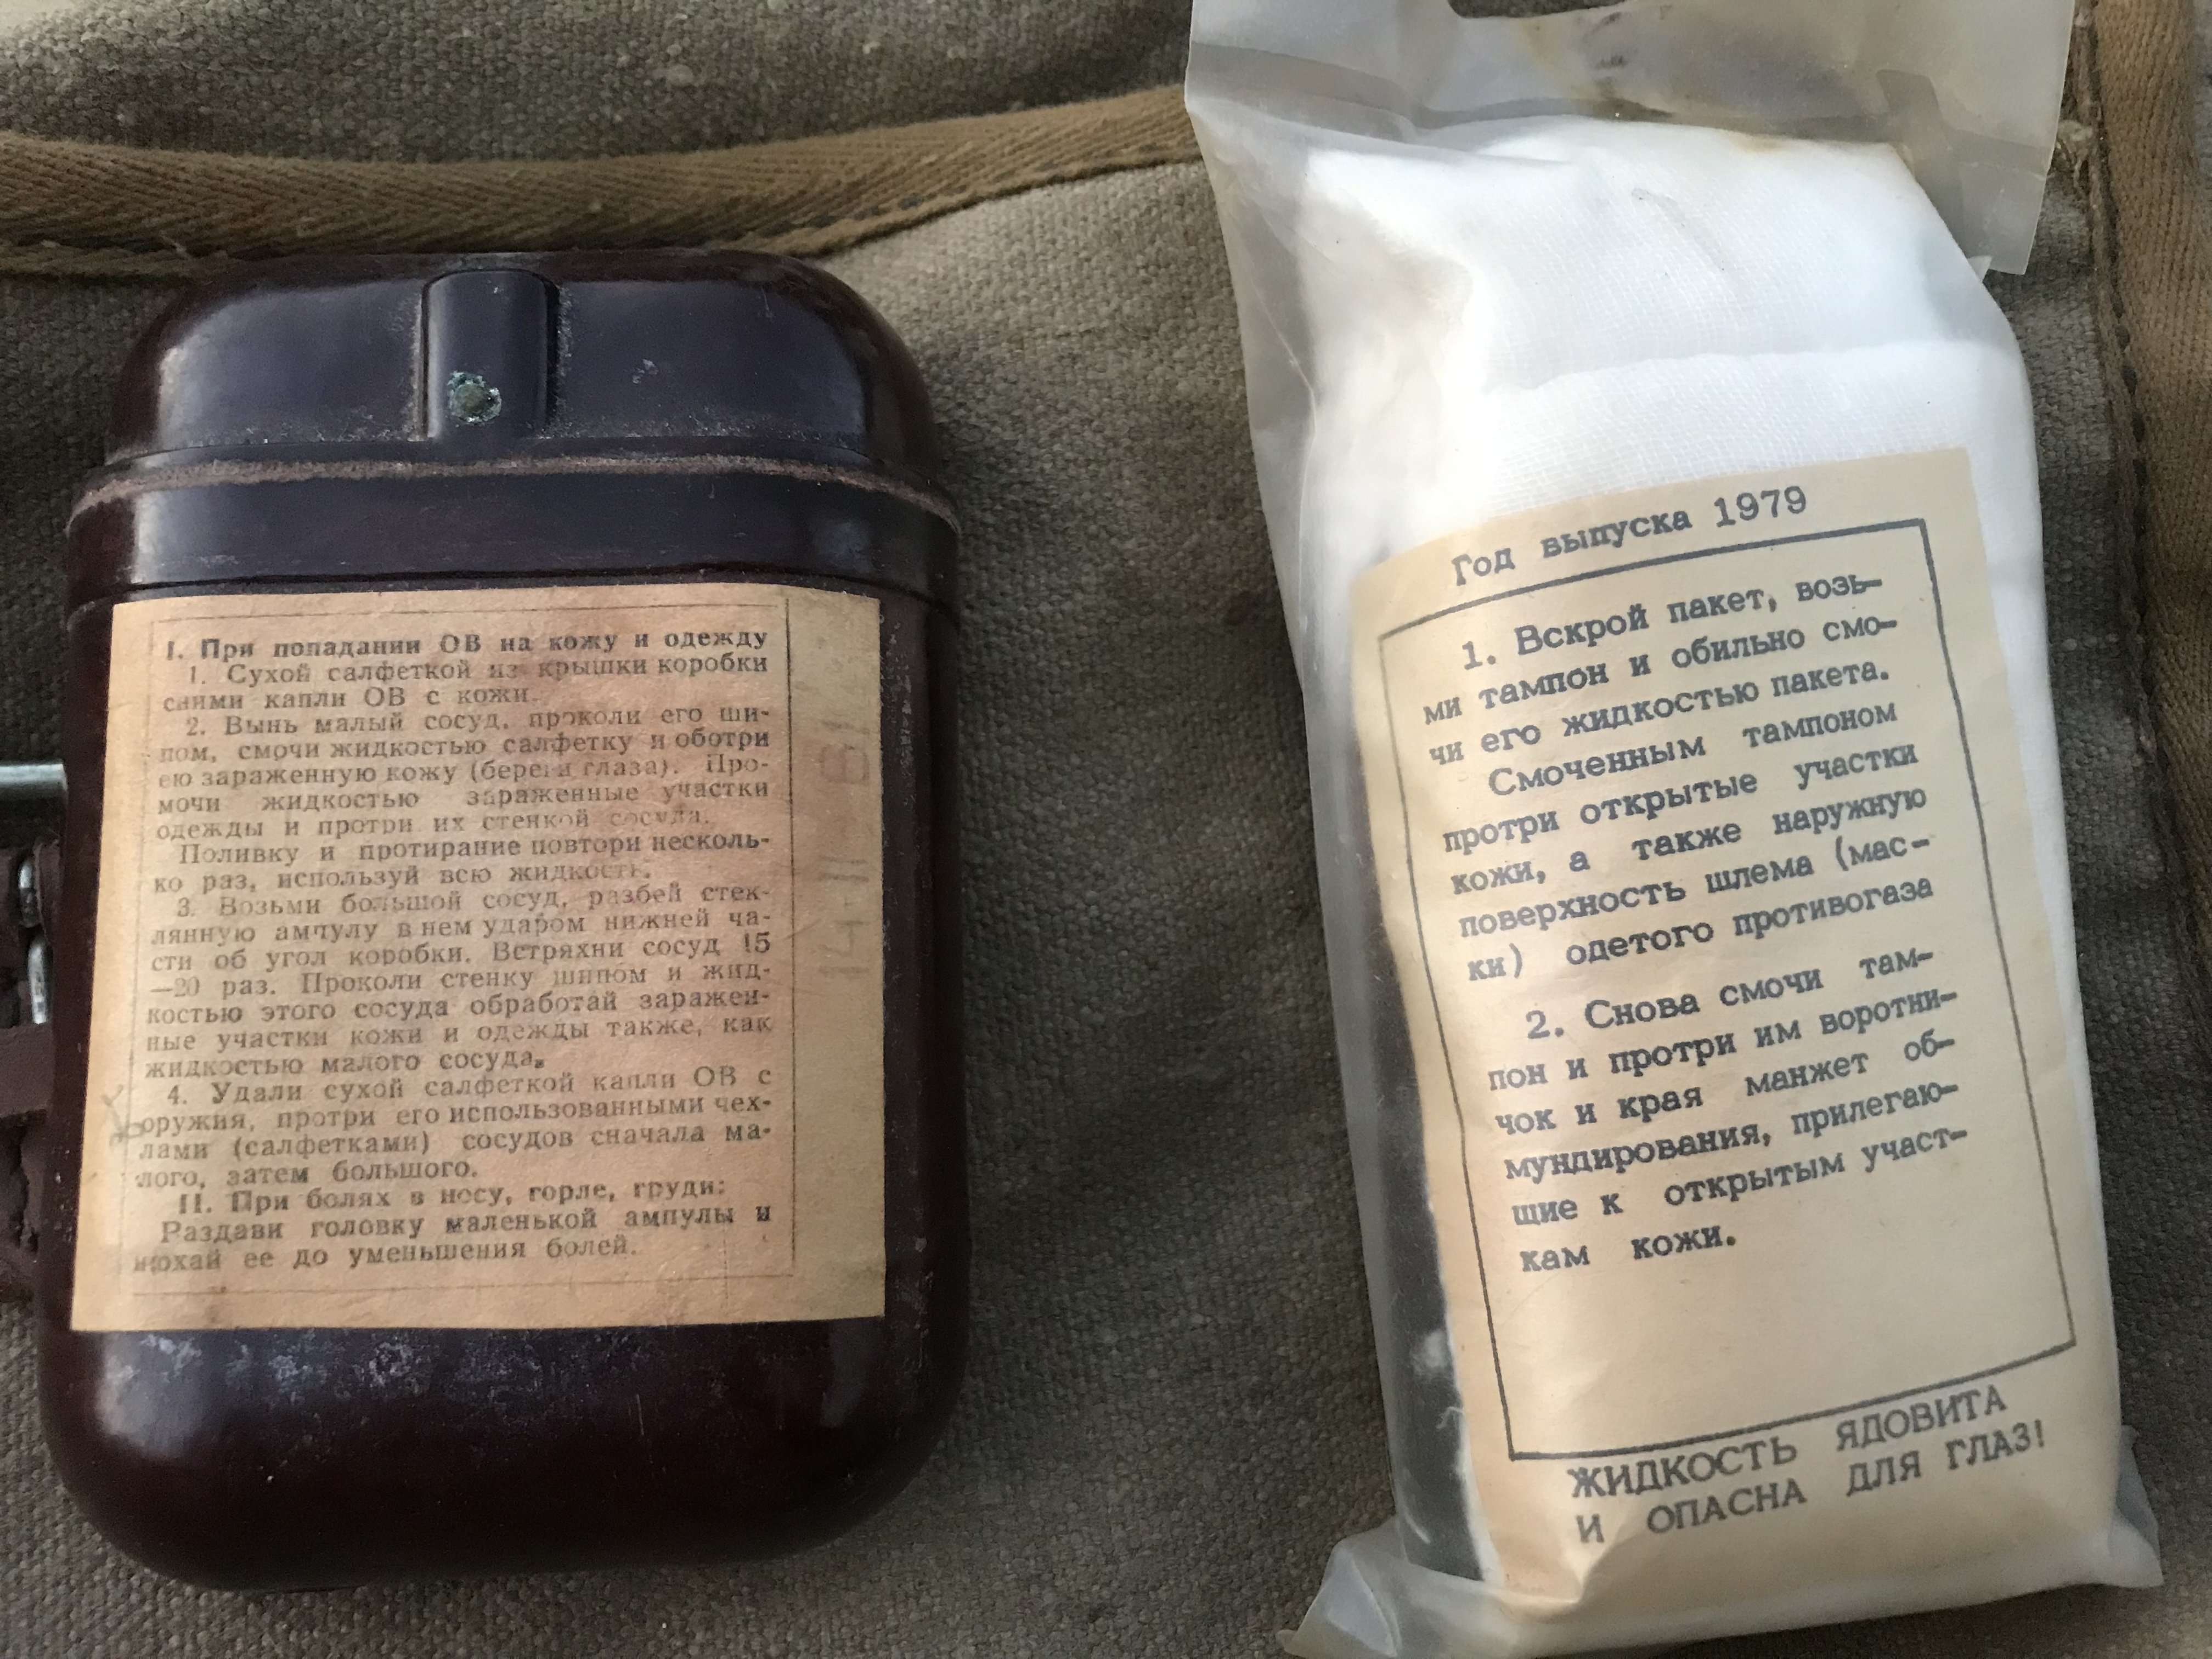 I. При попадании ОВ на кожу и одежду
1. Сухой салфеткой из крышки коробки
сними капли ОВ с кожи.
2. Вынь малый сосуд, проколи его ши-
пом, смочи жидкостью салфетку и оботри
ею зараженную кожу (береги глаза). Про-
мочи жидкостью зараженные участки
одежды и протри их стенкой сосуда.
Поливку и протирание повтори несколь-
ко раз, используй всю жидкость.
3. Возьми большой сосуд, разбей стек-
лянную ампулу в нем ударом нижней ча-
сти об угол коробки. Встряхни сосуд 15
—20 раз. Проколи стенку шипом и жид-
костью этого сосуда обработай заражен-
ные участки кожи и одежды также, как
жидкостью малого сосуда.
4. Удали сухой салфеткой капли ОВ с
оружия, протри его использованными чех-
лами (салфетками) сосудов сначала ма-
лого, затем большого.
II. При болях в носу, горле, груди:
Раздави головку маленькой ампулы и
нюхай ее до уменьшения болей.
Год выпуска 1979
1. Вскрой пакет, возь-
ми тампон и обильно смо-
чи его жидкостью пакета.
Смоченным тампоном
протри открытые участки
кожи, а также наружную
поверхность шлема (мас-
ки) одетого противогаза
2. Снова смочи там-
пон и протри им воротни-
чок и края манжет об-
мундирования, прилегаю-
щие к открытым участ-
кам кожи.
ЖИДКОСТЬ ЯДОВИТА
И ОПАСНА ДЛЯ ГЛАЗ!